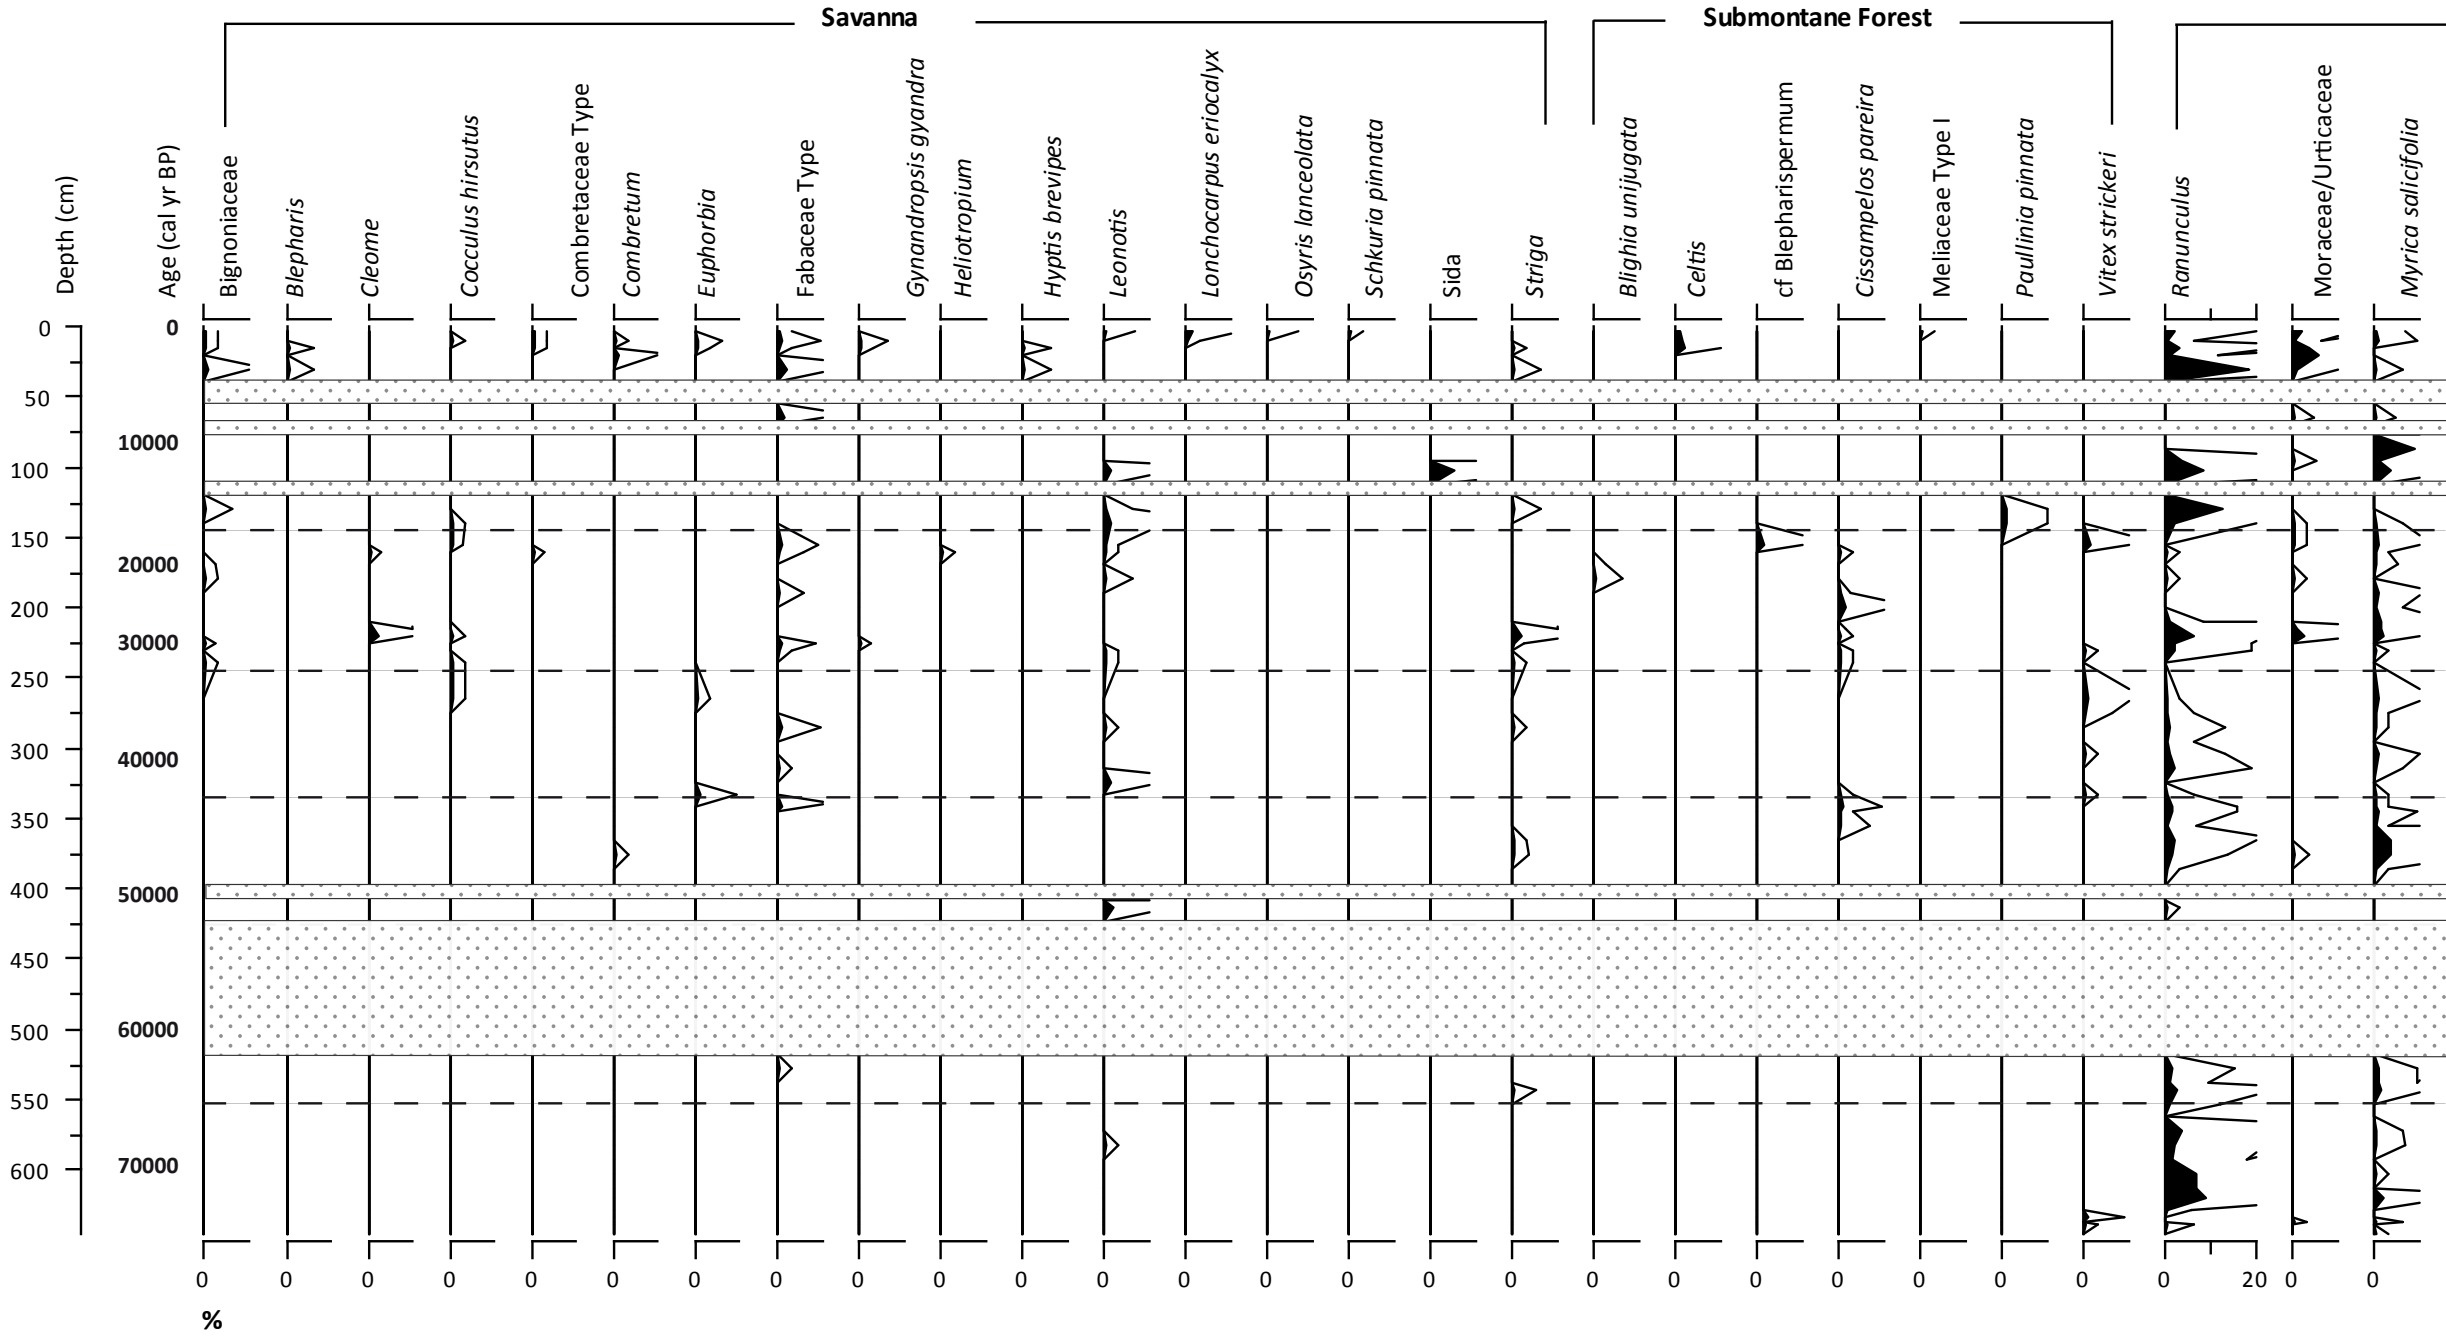 Savanna
Submontane Forest
Depth (cm)
Age (cal yr BP)
Bignoniaceae
Blepharis
Cleome
Cocculus hirsutus
Combretaceae Type
Combretum
Euphorbia
Fabaceae Type
Gynandropsis gyandra
Heliotropium
Hyptis brevipes
Leonotis
Lonchocarpus eriocalyx
Osyris lanceolata
Schkuria pinnata
Sida
Striga
Blighia unijugata
Celtis
cf Blepharispermum
Cissampelos pareira
Meliaceae Type I
Paullinia pinnata
Vitex strickeri
Ranunculus
Moraceae/Urticaceae
Myrica salicifolia
0 0
50
10000
100
150
20000
200
30000
250
300
40000
350
400
50000
450
500 60000
550
600 70000
0 0 0 0 0 0 0 0 0 0 0 0 0 0 0 0 0 0 0 0 0 0 0 0 0 20 0 0
%